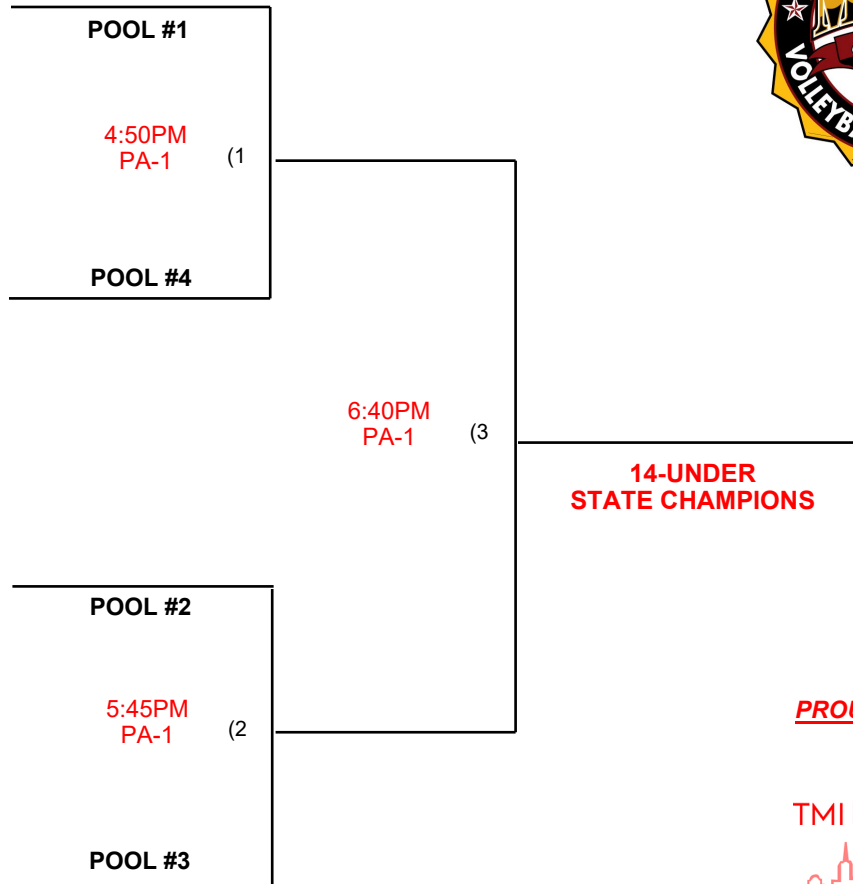 POOL #1
4:50PM
PA-1 (1
POOL #4
6:40PM
PA-1 (3
14-UNDER
STATE CHAMPIONS
POOL #2
5:45PM
PA-1 (2
POOL #3
TMI